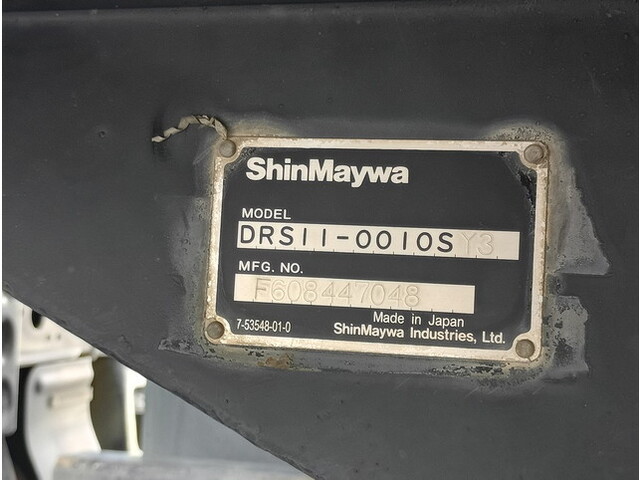 ShinMaywa
MODEL
DRS11-0010SY3
MFG. NO.
F608447048
Made in Japan
7-53548-01-0
ShinMaywa Industries, Ltd.